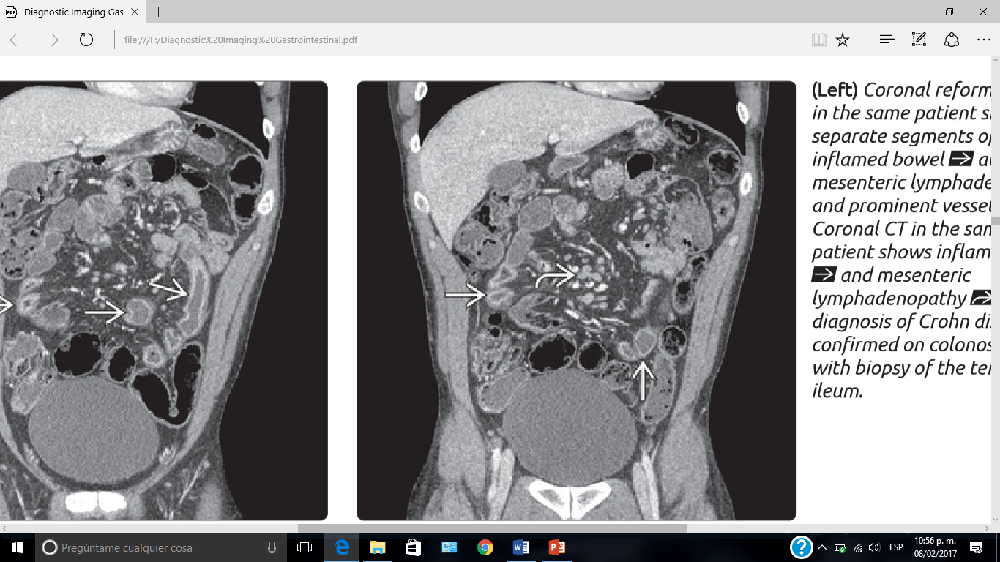 Diagnostic Imaging Gas
file:///F:/Diagnostic%20Imaging%20Gastrointestinal.pdf
(Left) Coronal reform
in the same patient s
separate segments o
inflamed bowel a
mesenteric lymphade
and prominent vessel
Coronal CT in the sam
patient shows inflam
and mesenteric
lymphadenopathy
diagnosis of Crohn di
confirmed on colonos
with biopsy of the te
ileum.
Pregúntame cualquier cosa
ESP
10:56 p. m.
08/02/2017